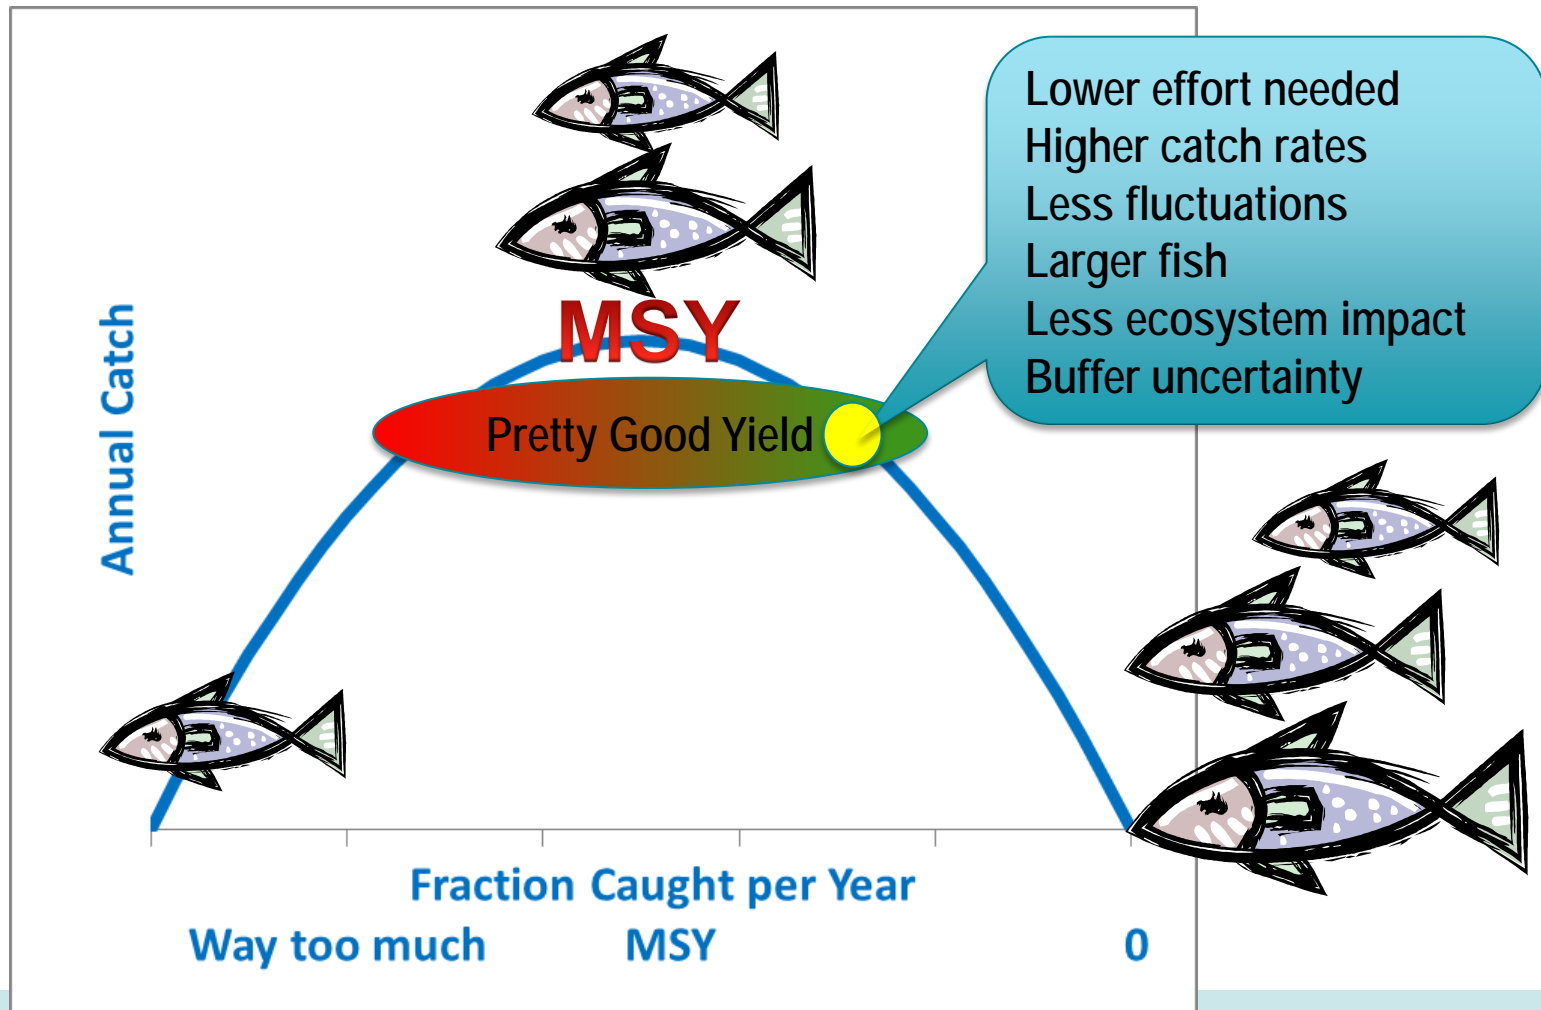 Lower effort needed
Higher catch rates
Less fluctuations
Larger fish
Less ecosystem impact
Buffer uncertainty
MSY
Pretty Good Yield
Annual Catch
Fraction Caught per Year
Way too much MSY 0